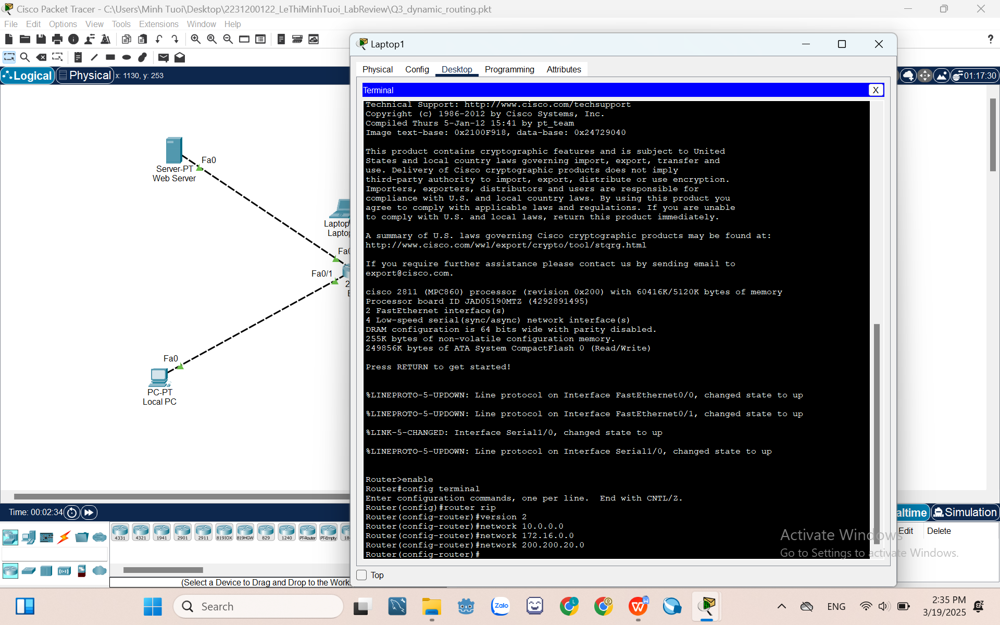 Cisco Packet Tracer - C:\Users\Minh Tuoi\Desktop\2231200122_LeThiMinhTuoi_LabReview\Q3_dynamic_routing.pkt
File Edit Options View Tools Extensions Window Help
?
Logical Physical x: 1130, y: 253
01:17:30
Fa0
Server-PT
Web Server
Laptop
Lapto
Fa0
Fa0/1
2
Fa0
PC-PT
Local PC
Laptop1
Physical Config Desktop Programming Attributes
Terminal
X
Technical Support: http://www.cisco.com/techsupport
Copyright (c) 1986-2012 by Cisco Systems, Inc.
Compiled Thurs 5-Jan-12 15:41 by pt_team
Image text-base: 0x2100F918, data-base: 0x24729040
This product contains cryptographic features and is subject to United
States and local country laws governing import, export, transfer and
use. Delivery of Cisco cryptographic products does not imply
third-party authority to import, export, distribute or use encryption.
Importers, exporters, distributors and users are responsible for
compliance with U.S. and local country laws. By using this product you
agree to comply with applicable laws and regulations. If you are unable
to comply with U.S. and local laws, return this product immediately.
A summary of U.S. laws governing Cisco cryptographic products may be found at:
http://www.cisco.com/wwl/export/crypto/tool/stqrg.html
If you require further assistance please contact us by sending email to
export@cisco.com.
cisco 2811 (MPC860) processor (revision 0x200) with 60416K/5120K bytes of memory
Processor board ID JAD05190MTZ (4292891495)
2 FastEthernet interface(s)
4 Low-speed serial(sync/async) network interface(s)
DRAM configuration is 64 bits wide with parity disabled.
255K bytes of non-volatile configuration memory.
249856K bytes of ATA System CompactFlash 0 (Read/Write)
Press RETURN to get started!
%LINEPROTO-5-UPDOWN: Line protocol on Interface FastEthernet0/0, changed state to up
%LINEPROTO-5-UPDOWN: Line protocol on Interface FastEthernet0/1, changed state to up
%LINK-5-CHANGED: Interface Serial1/0, changed state to up
%LINEPROTO-5-UPDOWN: Line protocol on Interface Serial1/0, changed state to up
Router>enable
Router#config terminal
Enter configuration commands, one per line.  End with CNTL/Z.
Router(config)#router rip
Router(config-router)#version 2
Router(config-router)#network 10.0.0.0
Router(config-router)#network 172.16.0.0
Router(config-router)#network 200.200.20.0
Router(config-router)#
Top
Time: 00:02:34
altime Simulation
Edit Delete
4331 4321 1941 2901 2911 819IOX 819HGW 829 1240 PT-Router PT-Empty 18
(Select a Device to Drag and Drop to the Work
Activate Windows
Go to Settings to activate Windows.
Search
Zalo
L
W
ENG
2:35 PM
3/19/2025